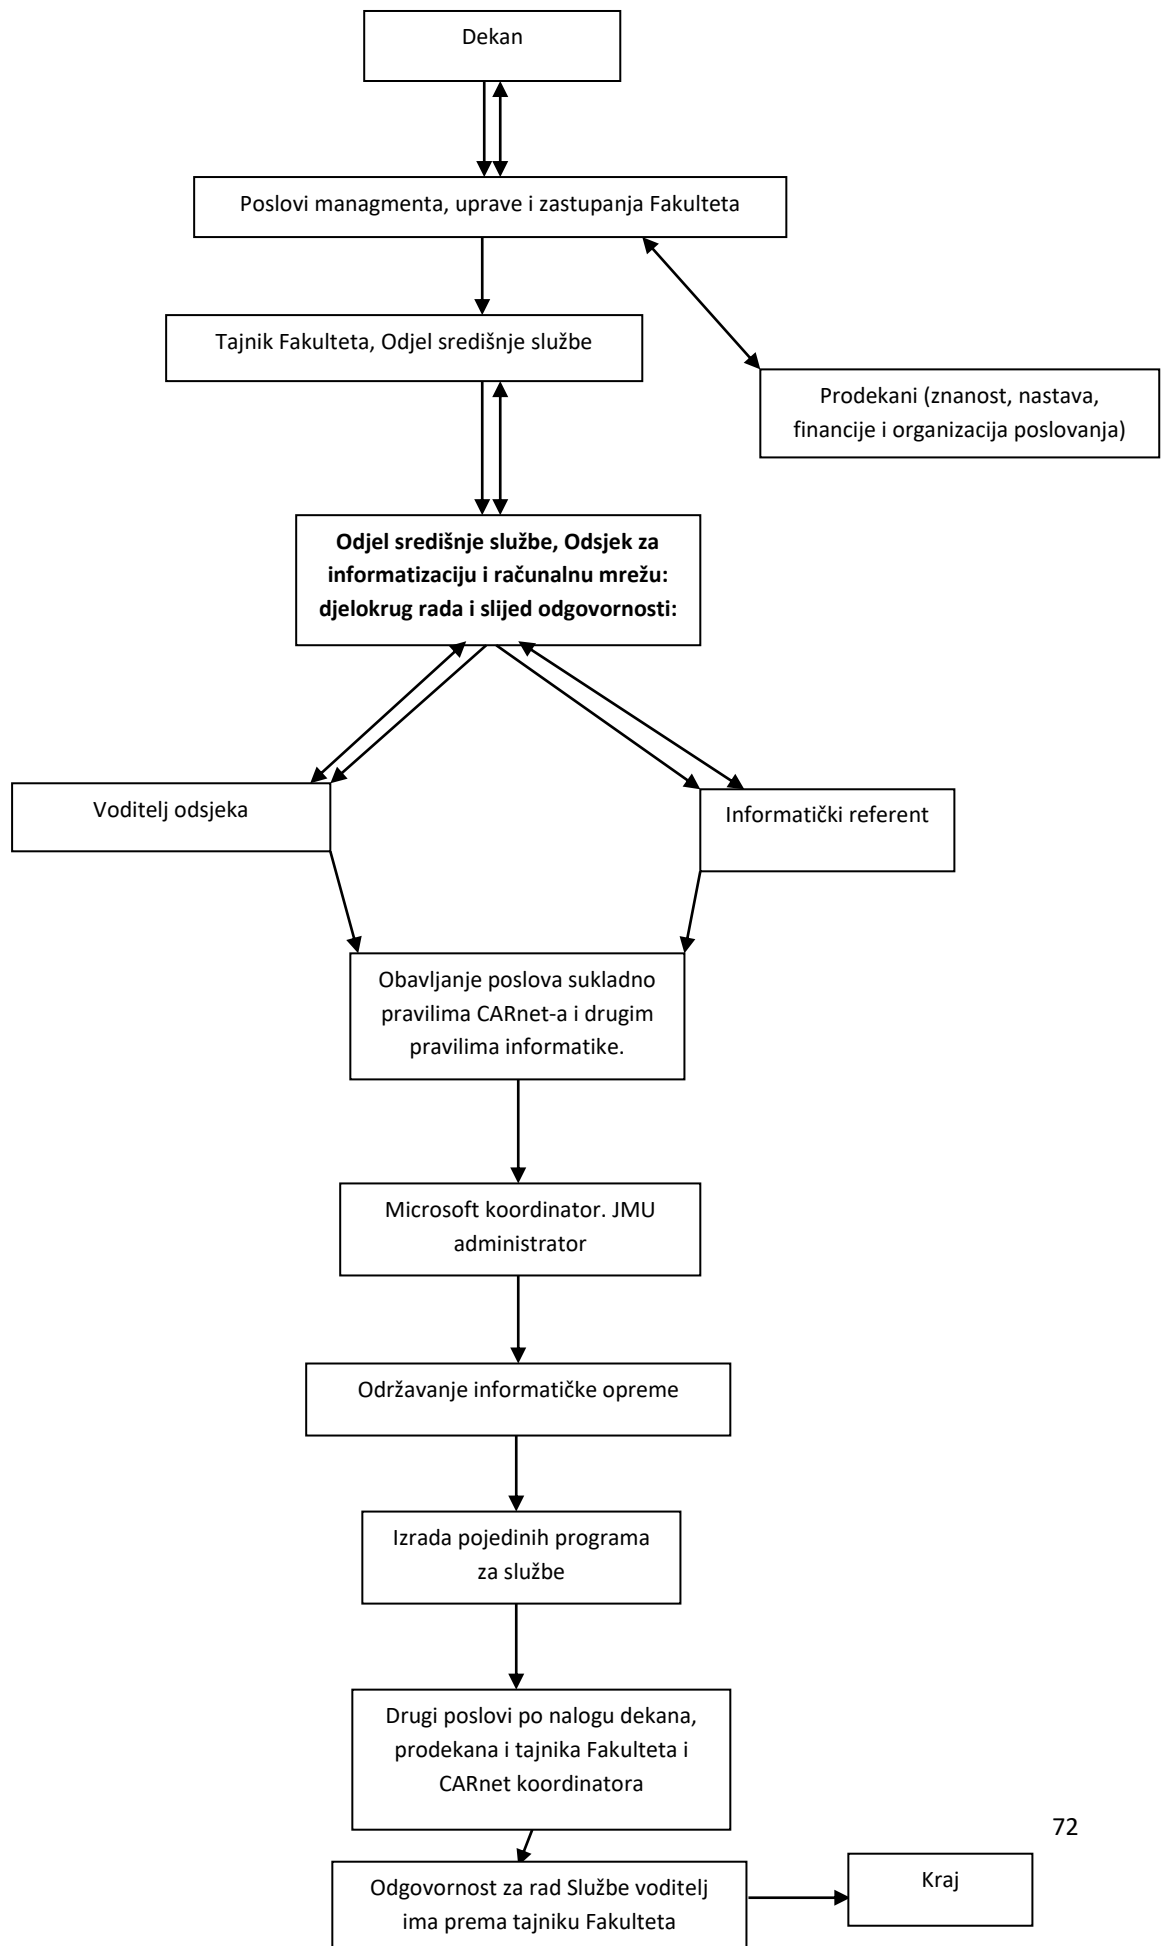 Dekan
Poslovi managmenta, uprave i zastupanja Fakulteta
Tajnik Fakulteta, Odjel središnje službe
Prodekani (znanost, nastava,
financije i organizacija poslovanja)
Odjel središnje službe, Odsjek za
informatizaciju i računalnu mrežu:
djelokrug rada i slijed odgovornosti:
Voditelj odsjeka
Informatički referent
Obavljanje poslova sukladno
pravilima CARnet-a i drugim
pravilima informatike.
Microsoft koordinator. JMU
administrator
Održavanje informatičke opreme
Izrada pojedinih programa
za službe
Drugi poslovi po nalogu dekana,
prodekana i tajnika Fakulteta i
CARnet koordinatora
72
Odgovornost za rad Službe voditelj
ima prema tajniku Fakulteta
Kraj